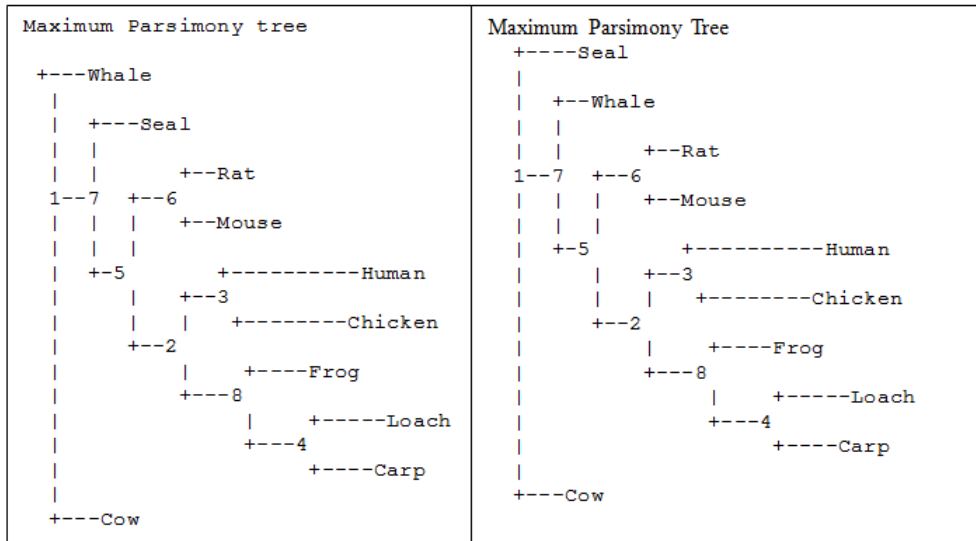 Maximum Parsimony tree
+---Whale
|
|  +---Seal
|  |
|  |      +--Rat
1--7  +--6
|  |  |   +--Mouse
|  |  |
|  +-5      +----------Human
|     |  +--3
|     |  |   +--------Chicken
|     +--2
|        |    +----Frog
|        +---8
|             |    +-----Loach
|             +---4
|                  +----Carp
|
+---Cow
Maximum Parsimony Tree
+----Seal
|
|  +--Whale
|  |
|  |      +--Rat
1--7  +--6
|  |  |   +--Mouse
|  |  |
|  +-5      +----------Human
|     |  +--3
|     |  |   +--------Chicken
|     +--2
|        |    +----Frog
|        +---8
|             |    +-----Loach
|             +---4
|                  +----Carp
|
+---Cow